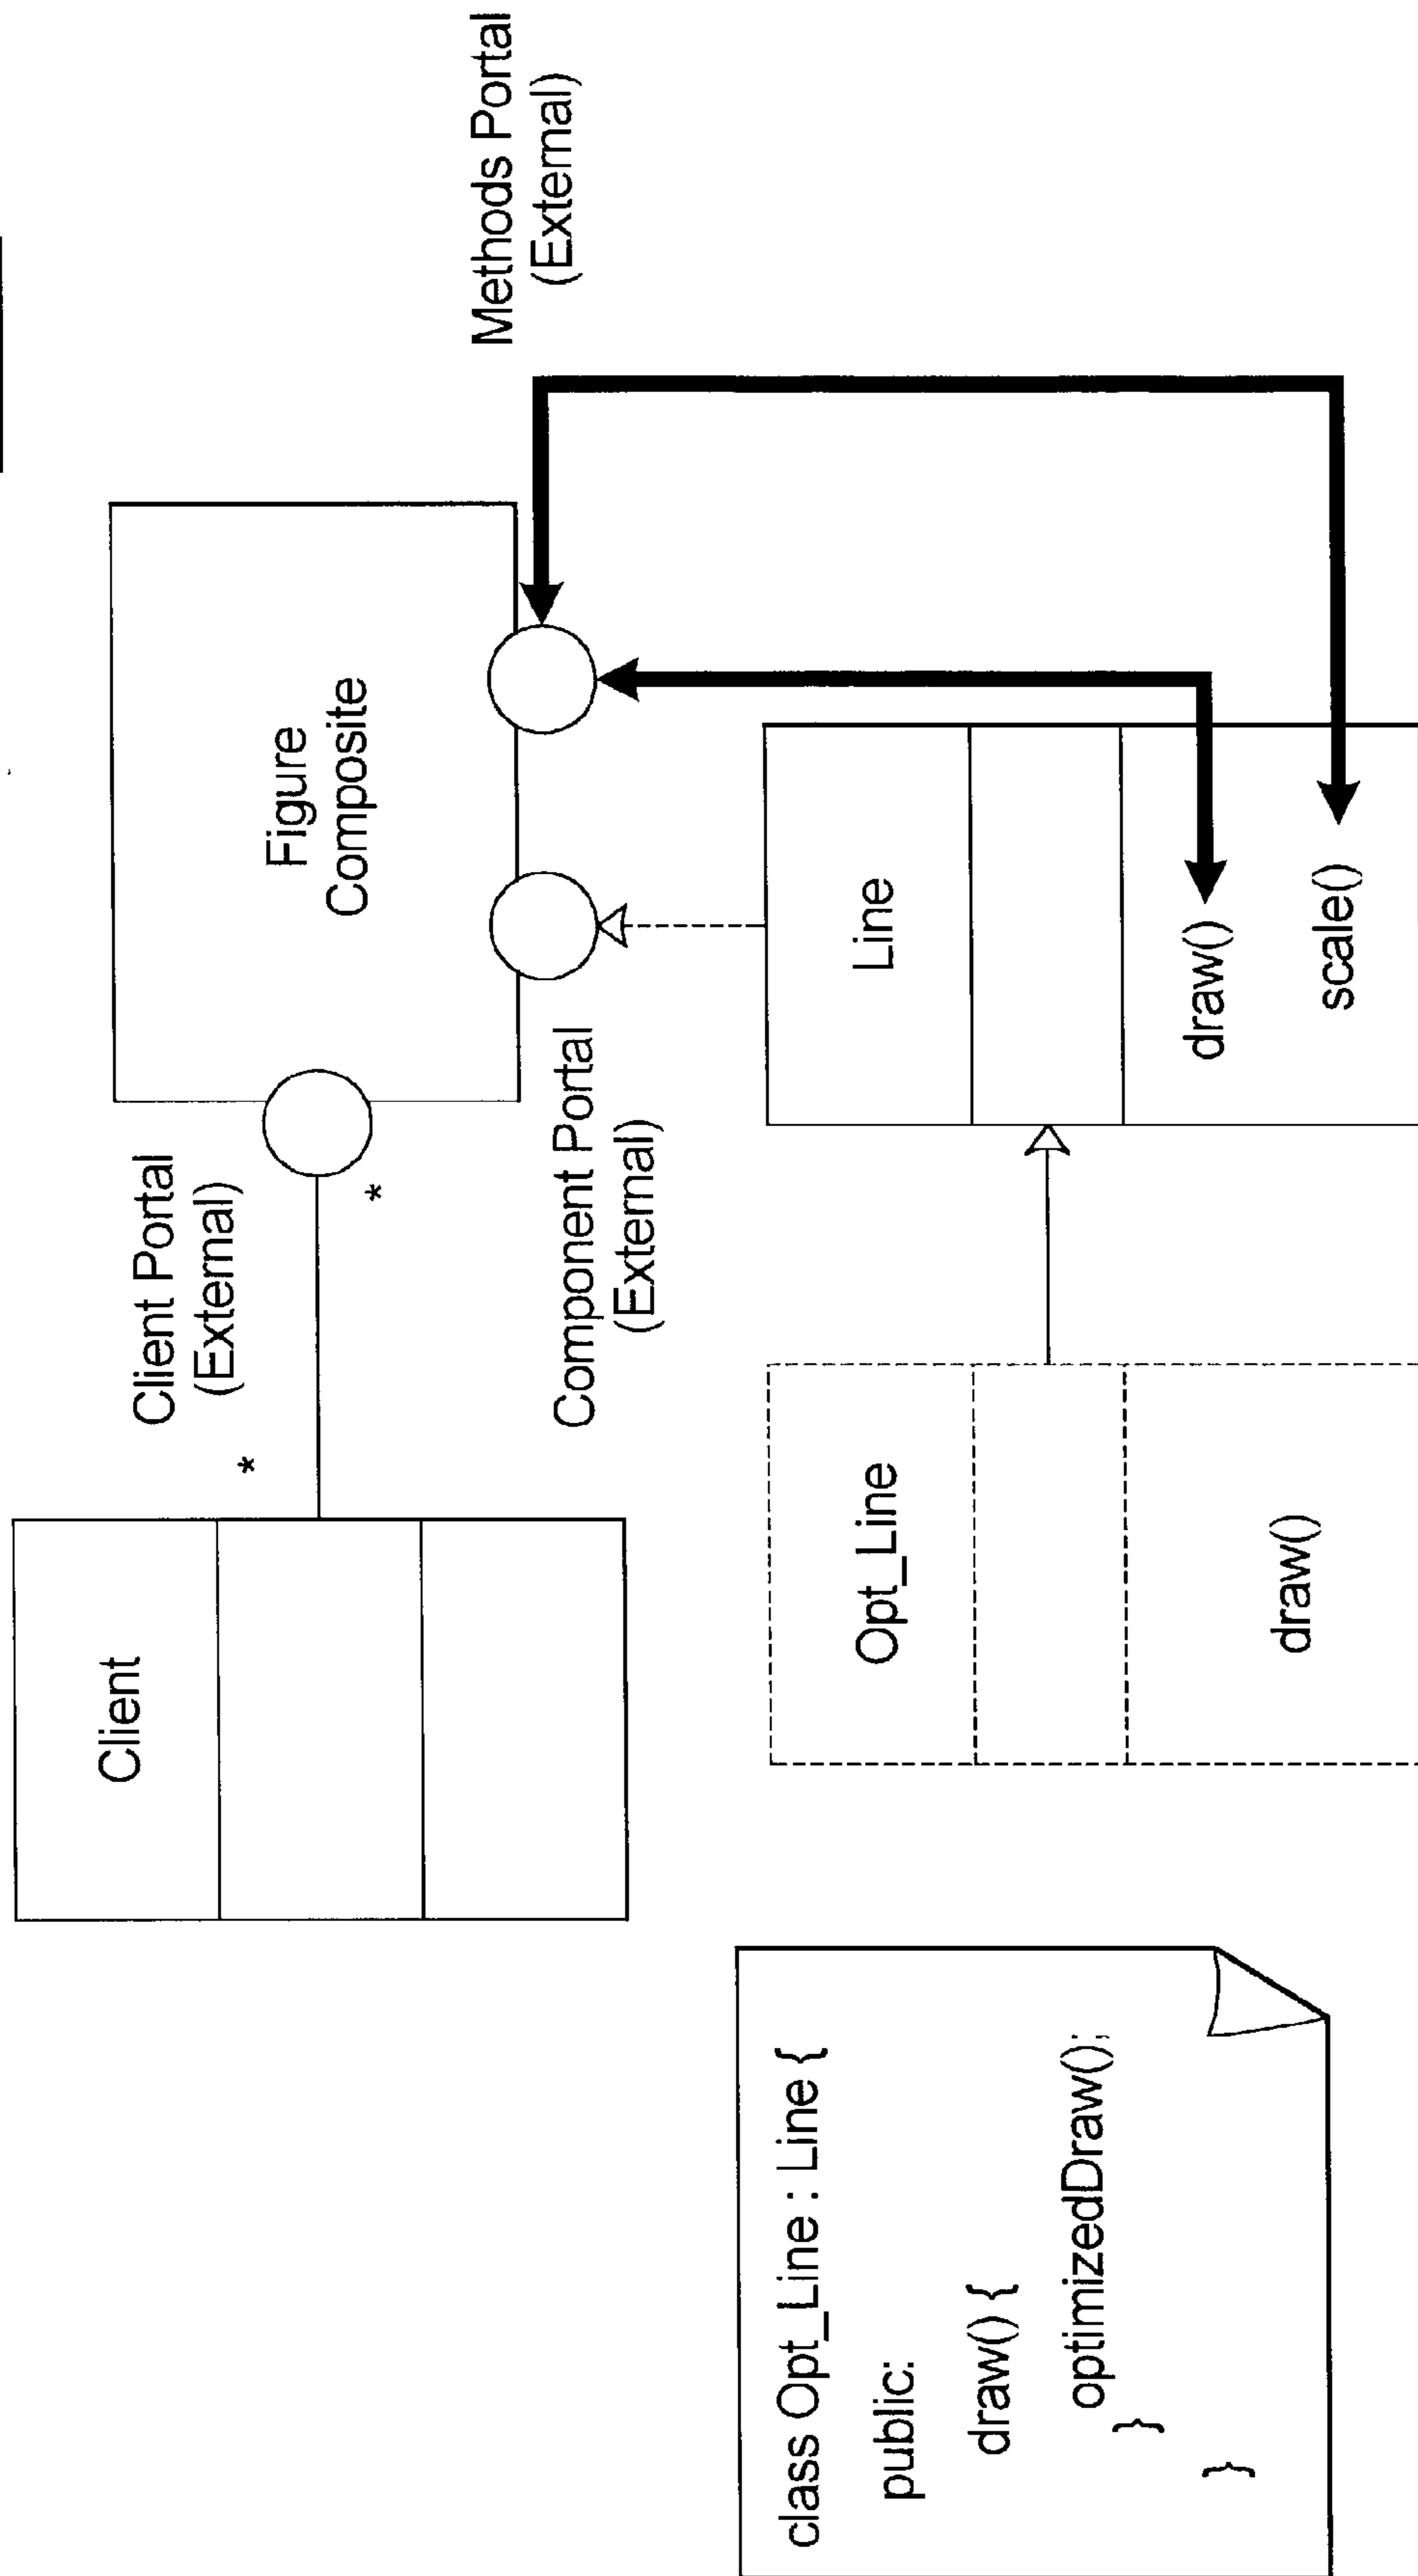 Client
*
Client Portal
(External)
*
Figure
Composite
Component Portal
(External)
Methods Portal
(External)
class Opt_Line : Line {
public:
draw() {
optimizedDraw();
}
}
Opt_Line
draw()
Line
draw()
scale()